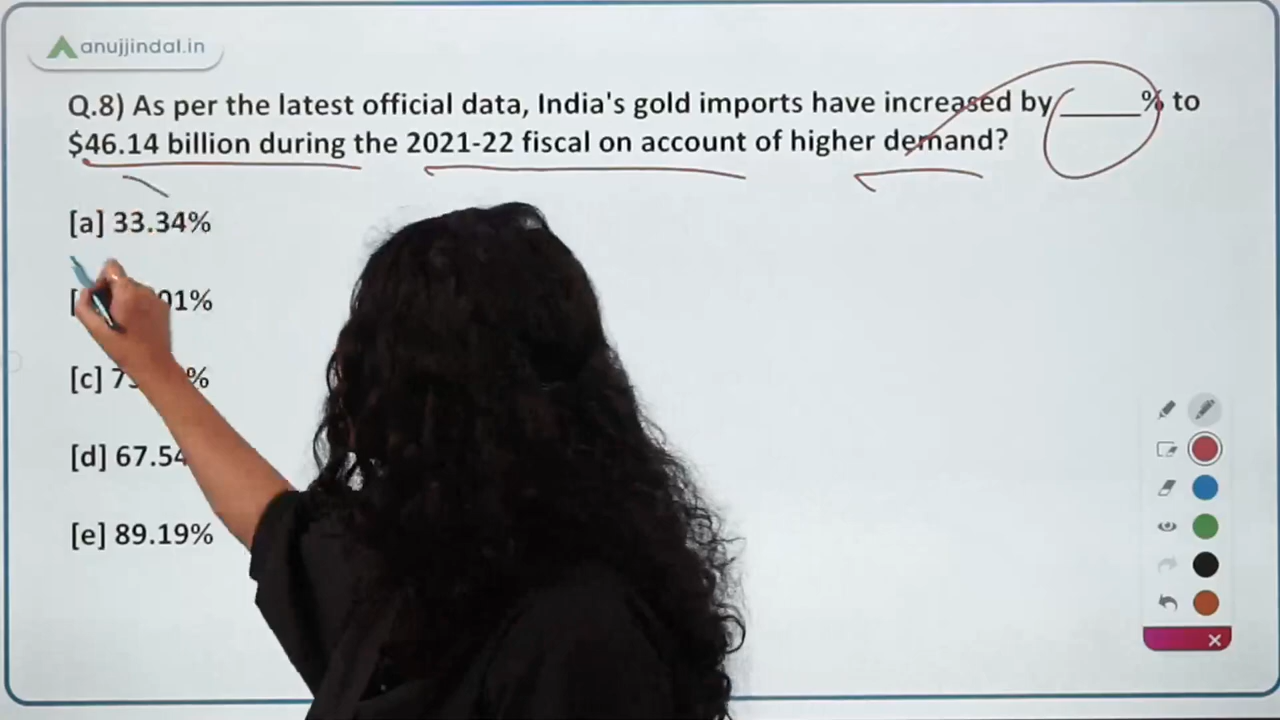 anujjindal.in
Q.8) As per the latest official data, India's gold imports have increased by _____% to
$46.14 billion during the 2021-22 fiscal on account of higher demand?
[a] 33.34%
01%
[c] 7 %
[d] 67.54
[e] 89.19%